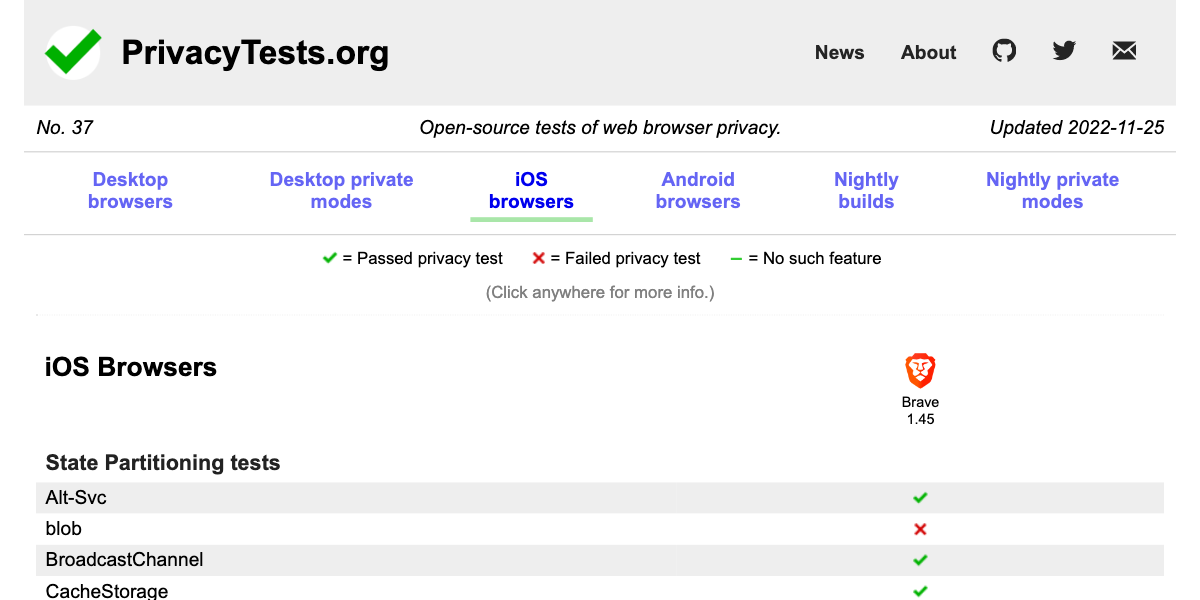 PrivacyTests.org
News About
No. 37 Open-source tests of web browser privacy. Updated 2022-11-25
Desktop browsers
Desktop private modes
iOS browsers
Android browsers
Nightly builds
Nightly private modes
= Passed privacy test = Failed privacy test = No such feature
(Click anywhere for more info.)
iOS Browsers
Brave
1.45
State Partitioning tests
Alt-Svc
blob
BroadcastChannel
CacheStorage